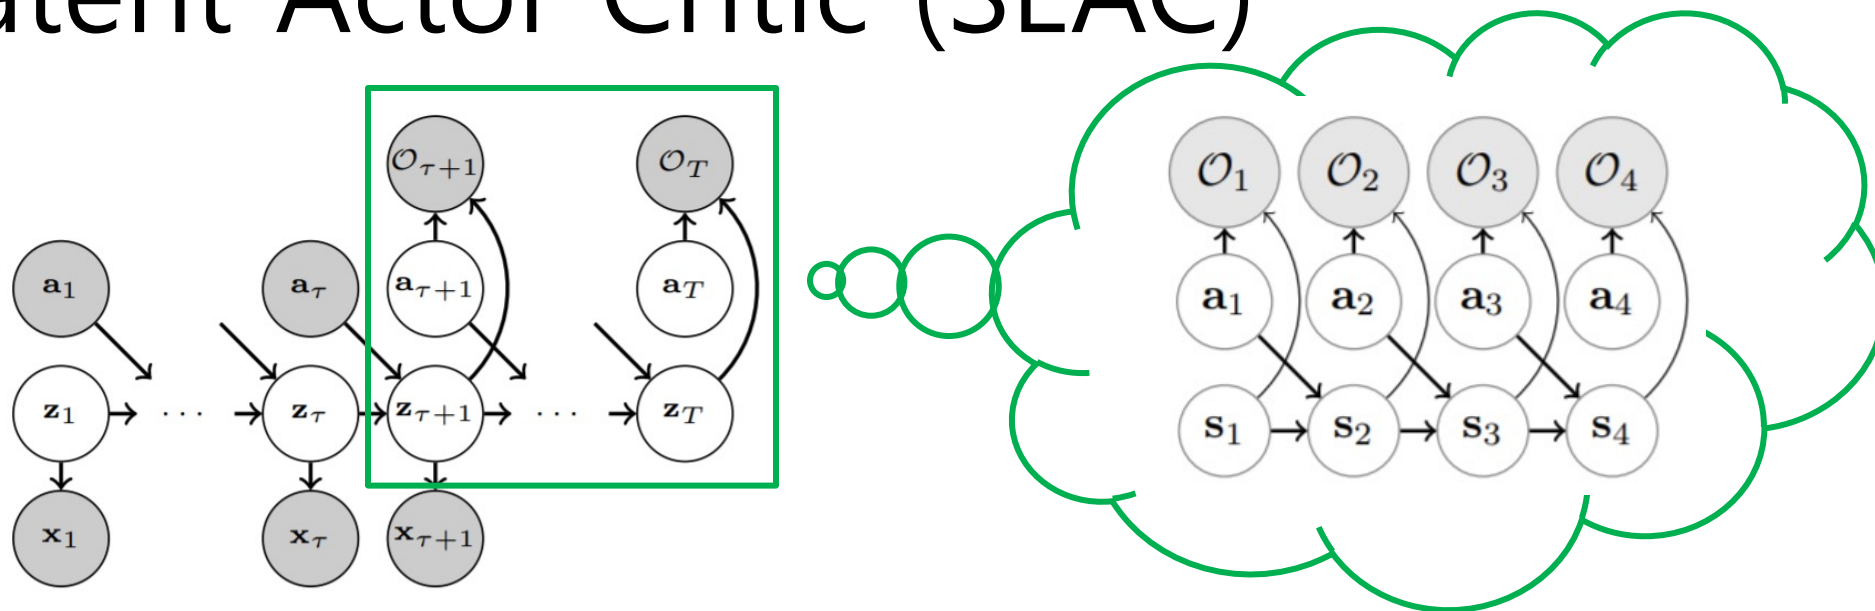 atent Actor Critic (SLAC)
𝒪τ+1 𝒪T
a1 aτ aτ+1 aT
z1 ··· zτ zτ+1 ··· zT
x1 xτ xτ+1
𝒪1 𝒪2 𝒪3 𝒪4
a1 a2 a3 a4
s1 s2 s3 s4